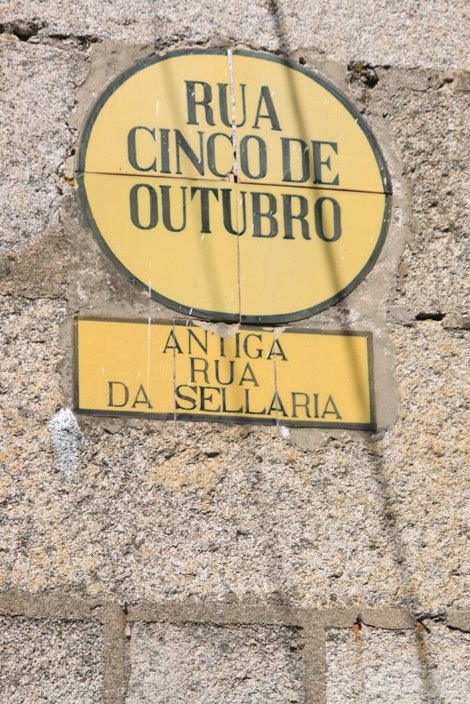 RUA
CINCO DE
OUTUBRO
ANTIGA
RUA
DA SELLARIA